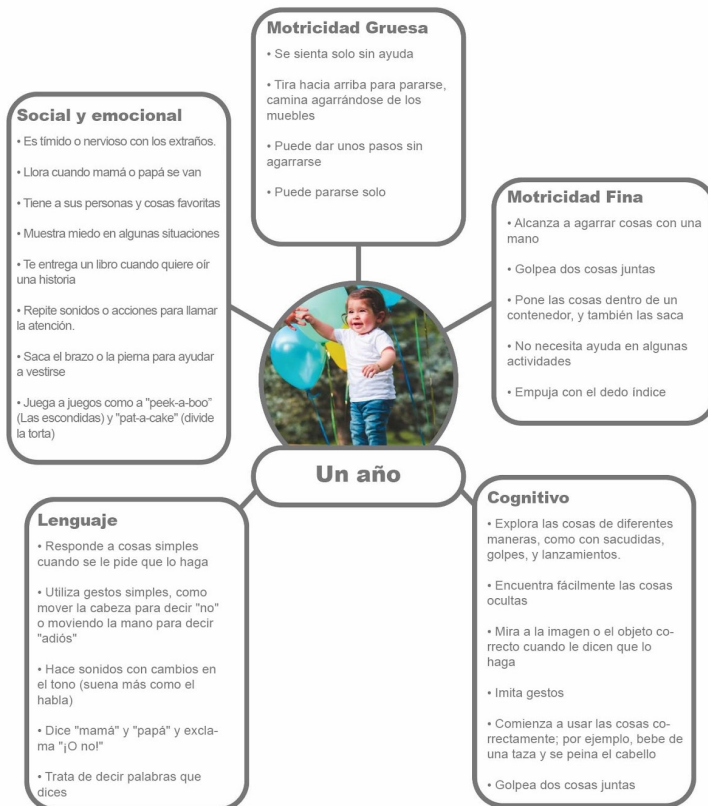 Motricidad Gruesa
• Se sienta solo sin ayuda
• Tira hacia arriba para pararse,
camina agarrándose de los
muebles
• Puede dar unos pasos sin
agarrarse
• Puede pararse solo
Social y emocional
• Es tímido o nervioso con los extraños.
• Llora cuando mamá o papá se van
• Tiene a sus personas y cosas favoritas
• Muestra miedo en algunas situaciones
• Te entrega un libro cuando quiere oír
una historia
• Repite sonidos o acciones para llamar
la atención.
• Saca el brazo o la pierna para ayudar
a vestirse
• Juega a juegos como a "peek-a-boo”
(Las escondidas) y "pat-a-cake" (divide
la torta)
Motricidad Fina
• Alcanza a agarrar cosas con una
mano
• Golpea dos cosas juntas
• Pone las cosas dentro de un
contenedor, y también las saca
• No necesita ayuda en algunas
actividades
• Empuja con el dedo índice
Un año
Lenguaje
• Responde a cosas simples
cuando se le pide que lo haga
• Utiliza gestos simples, como
mover la cabeza para decir "no"
o moviendo la mano para decir
"adiós"
• Hace sonidos con cambios en
el tono (suena más como el
habla)
• Dice "mamá" y "papá" y excla-
ma "¡O no!"
• Trata de decir palabras que
dices
Cognitivo
• Explora las cosas de diferentes
maneras, como con sacudidas,
golpes, y lanzamientos.
• Encuentra fácilmente las cosas
ocultas
• Mira a la imagen o el objeto co-
rrecto cuando le dicen que lo
haga
• Imita gestos
• Comienza a usar las cosas co-
rrectamente; por ejemplo, bebe de
una taza y se peina el cabello
• Golpea dos cosas juntas